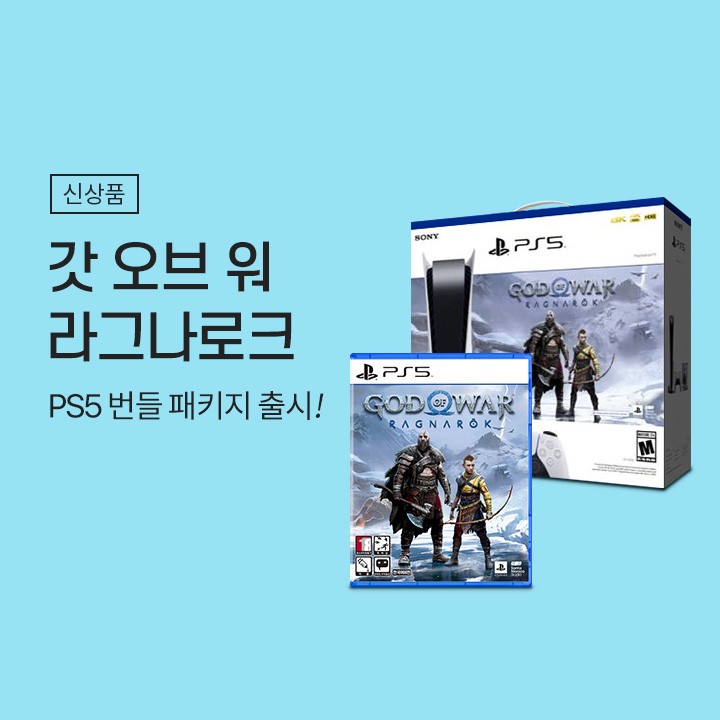 신상품
갓 오브 워
라그나로크
PS5 번들 패키지 출시!
SONY
PS5
GOD OF WAR
RAGNARÖK
PS5
GOD OF WAR
RAGNARÖK